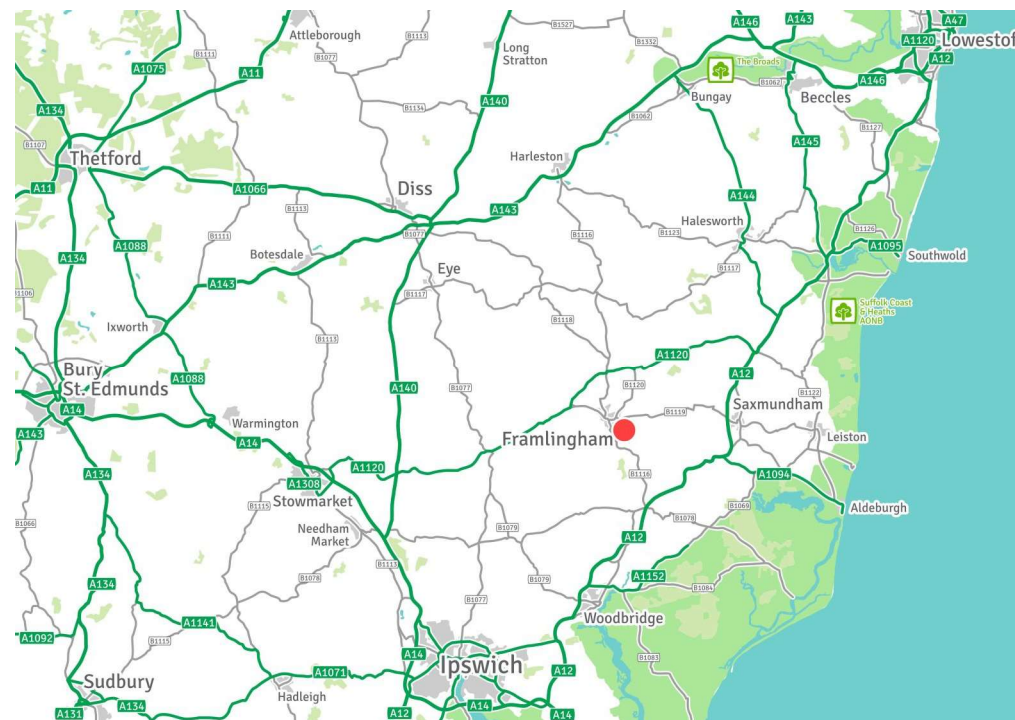 A146
A143
A47
B1527
Attleborough
B1113
B1111
B1077
Long
Stratton
B1332
A1120
Lowestof
A12
A1075
A11
The Broads
B1062
A146
A134
A140
Bungay
Beccles
B1134
B1062
B1127
B1107
Thetford
A145
Harleston
A11
A1066
Diss
A144
B1113
A143
Halesworth
B1116
B1123
B1126
A1095
Southwold
B1111
A1088
B1077
Botesdale
A134
Eye
B1117
A143
B1117
B1106
Suffolk Coast
& Heaths
AONB
Ixworth
B1118
B1113
A1120
Bury
St. Edmunds
A1088
A140
B1077
B1120
A12
B1122
A14
B1119
Saxmundham
A143
Warmington
A14
Framlingham
Leiston
A134
A1120
B1116
A1094
A1308
Stowmarket
B1115
B1069
Aldeburgh
B1066
Needham
Market
B1079
B1078
A12
B1113
B1078
B1079
A1152
A134
B1084
B1077
Woodbridge
A1092
A1141
B1115
A14
Ipswich
B1083
A1071
A12
Sudbury
Hadleigh
A131
A134
A14
A12
A14